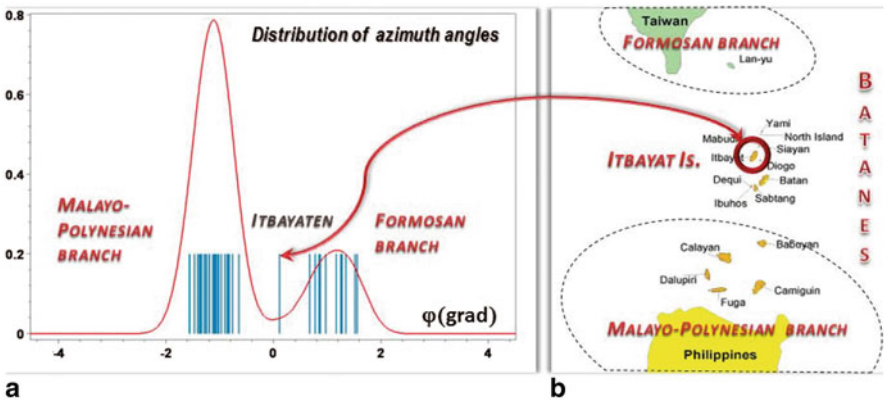 Distribution of azimuth angles
0.8
0.6
0.4
0.2
0
-4
-2
0
2
4
MALAYO-
POLYNESIAN
BRANCH
ITBAYATEN
FORMOSAN
BRANCH
φ(grad)
a
Taiwan
FORMOSAN BRANCH
Lan-yu
BATANES
Yami
North Island
Siayan
Itbayat
Diogo
ITBAYAT IS.
Dequi
Batan
Ibuhos
Sabtang
Calayan
Dalupiri
Fuga
Camiguin
MALAYO-POLYNESIAN BRANCH
Philippines
b